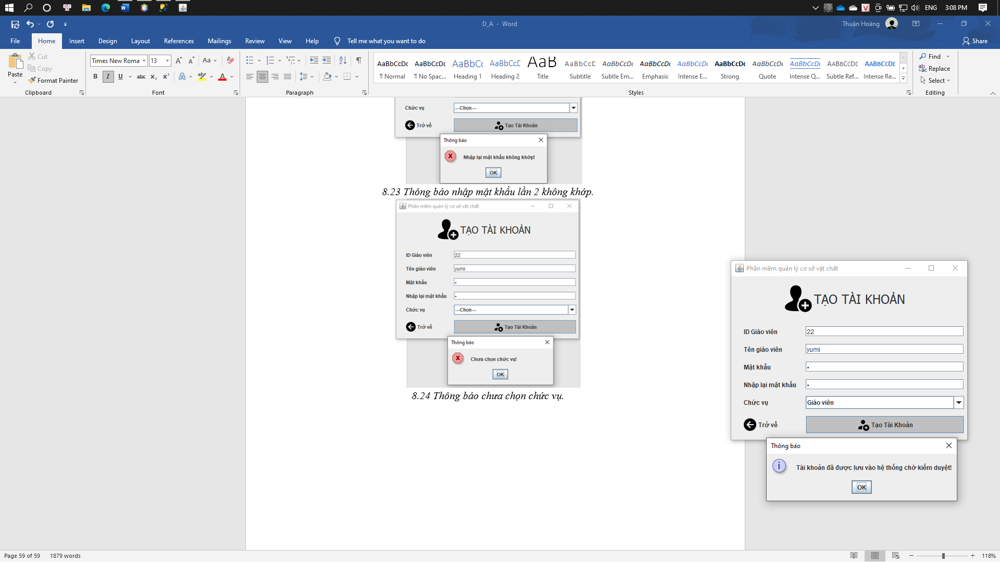 ENG
3:08 PM
D_A - Word
Thuận Hoàng
File
Home
Insert
Design
Layout
References
Mailings
Review
View
Help
Tell me what you want to do
Share
Paste
Cut
Copy
Format Painter
Clipboard
Times New Roma
13
Font
Paragraph
AaBbCcDc
¶ Normal
AaBbCcDc
¶ No Spac...
AaBbCc
Heading 1
AaBbCcD
Heading 2
AaB
Title
AaBbCcD
Subtitle
AaBbCcDc
Subtle Em...
AaBbCcDc
Emphasis
AaBbCcDc
Intense E...
AaBbCcDc
Strong
AaBbCcDc
Quote
AaBbCcDc
Intense Q...
AaBbCcDc
Subtle Ref...
AaBbCcDc
Intense Re...
Styles
Find
Replace
Select
Editing
Chức vụ
---Chọn---
Trở về
Tạo Tài Khoản
Thông báo
Nhập lại mật khẩu không khớp!
OK
8.23 Thông báo nhập mật khẩu lần 2 không khớp.
Phần mềm quản lý cơ sở vật chất
TẠO TÀI KHOẢN
ID Giáo viên
22
Tên giáo viên
yumi
Mật khẩu
Nhập lại mật khẩu
Chức vụ
---Chọn---
Trở về
Tạo Tài Khoản
Thông báo
Chưa chọn chức vụ!
OK
8.24 Thông báo chưa chọn chức vụ.
Phần mềm quản lý cơ sở vật chất
TẠO TÀI KHOẢN
ID Giáo viên
22
Tên giáo viên
yumi
Mật khẩu
Nhập lại mật khẩu
Chức vụ
Giáo viên
Trở về
Tạo Tài Khoản
Thông báo
Tài khoản đã được lưu vào hệ thống chờ kiểm duyệt!
OK
Page 59 of 59
1879 words
118%